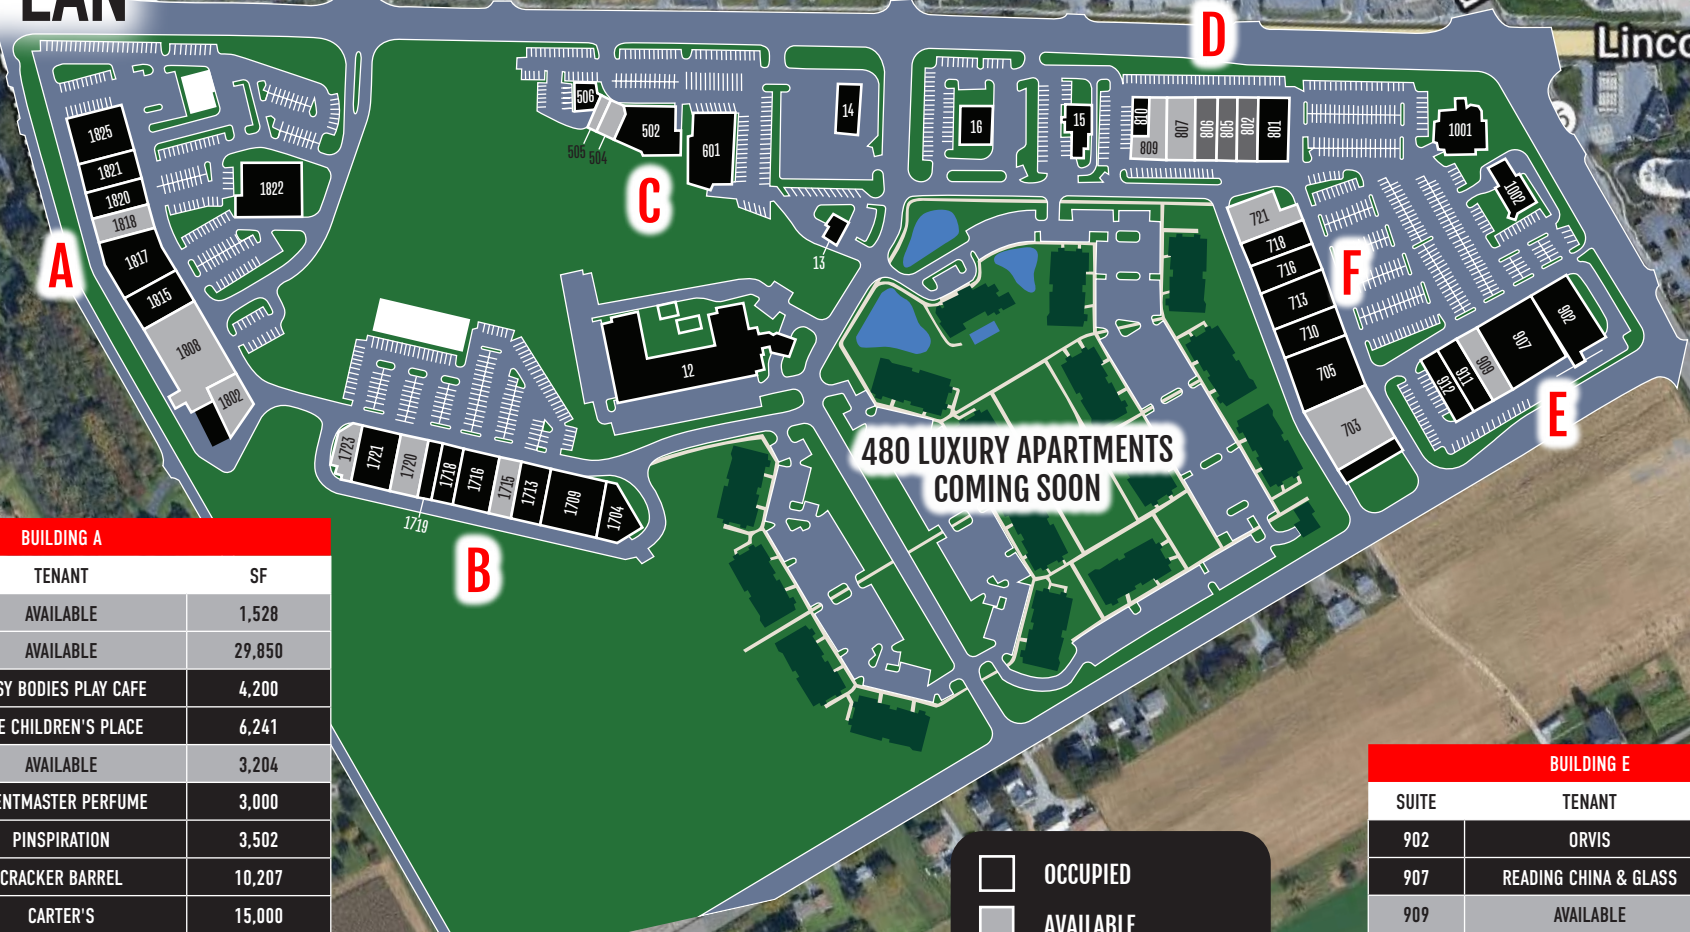 LAN
D
Linco
506
505
504
502
601
14
16
15
810
809
807
806
805
802
801
1001
1002
1825
1821
1820
1818
1817
1815
1808
1802
1822
A
C
13
721
718
716
713
710
705
703
F
902
907
909
911
912
E
12
480 LUXURY APARTMENTS
COMING SOON
1723
1721
1720
1719
1718
1716
1715
1713
1709
1704
B
BUILDING A
TENANT SF
AVAILABLE 1,528
AVAILABLE 29,850
SY BODIES PLAY CAFE 4,200
E CHILDREN'S PLACE 6,241
AVAILABLE 3,204
ENTMASTER PERFUME 3,000
PINSPIRATION 3,502
CRACKER BARREL 10,207
CARTER'S 15,000
OCCUPIED
AVAILABLE
BUILDING E
SUITE TENANT
902 ORVIS
907 READING CHINA & GLASS
909 AVAILABLE